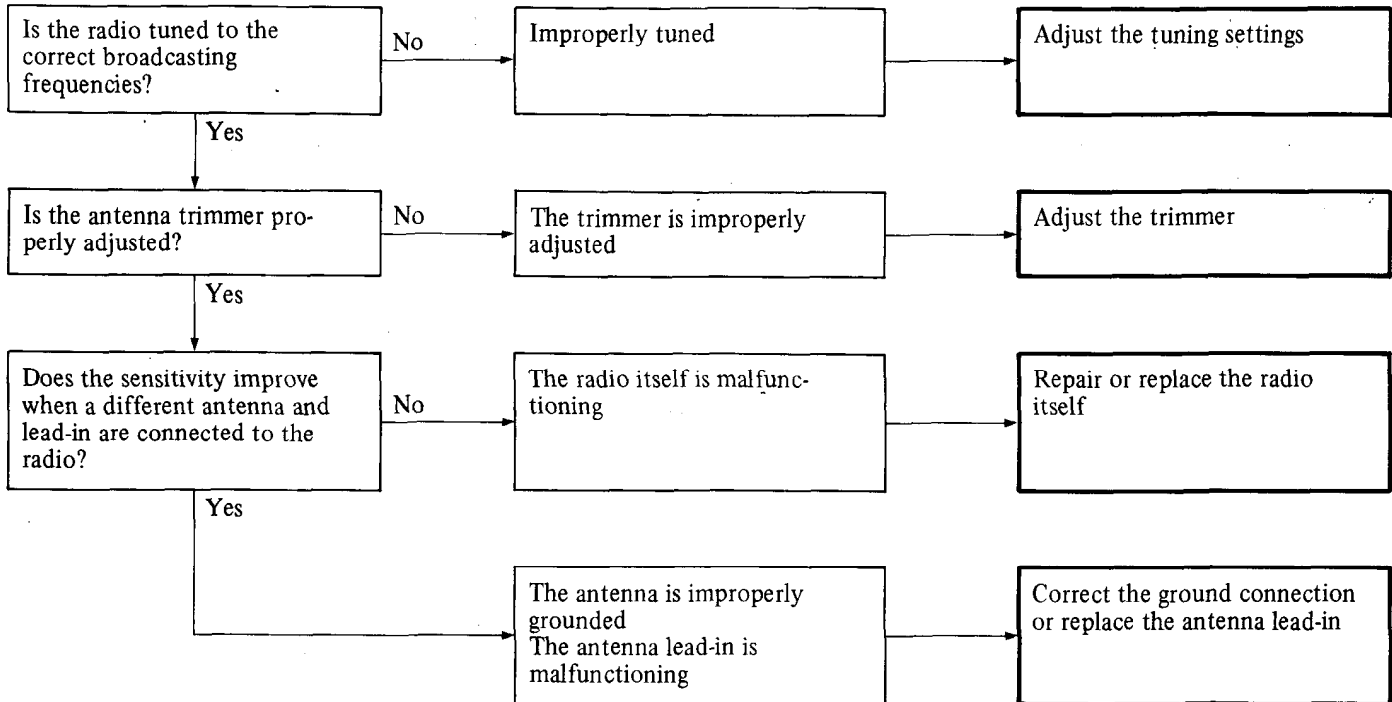 Is the radio tuned to the
correct broadcasting
frequencies?
No
Improperly tuned
Adjust the tuning settings
Yes
Is the antenna trimmer pro-
perly adjusted?
No
The trimmer is improperly
adjusted
Adjust the trimmer
Yes
Does the sensitivity improve
when a different antenna and
lead-in are connected to the
radio?
No
The radio itself is malfunc-
tioning
Repair or replace the radio
itself
Yes
The antenna is improperly
grounded
The antenna lead-in is
malfunctioning
Correct the ground connection
or replace the antenna lead-in